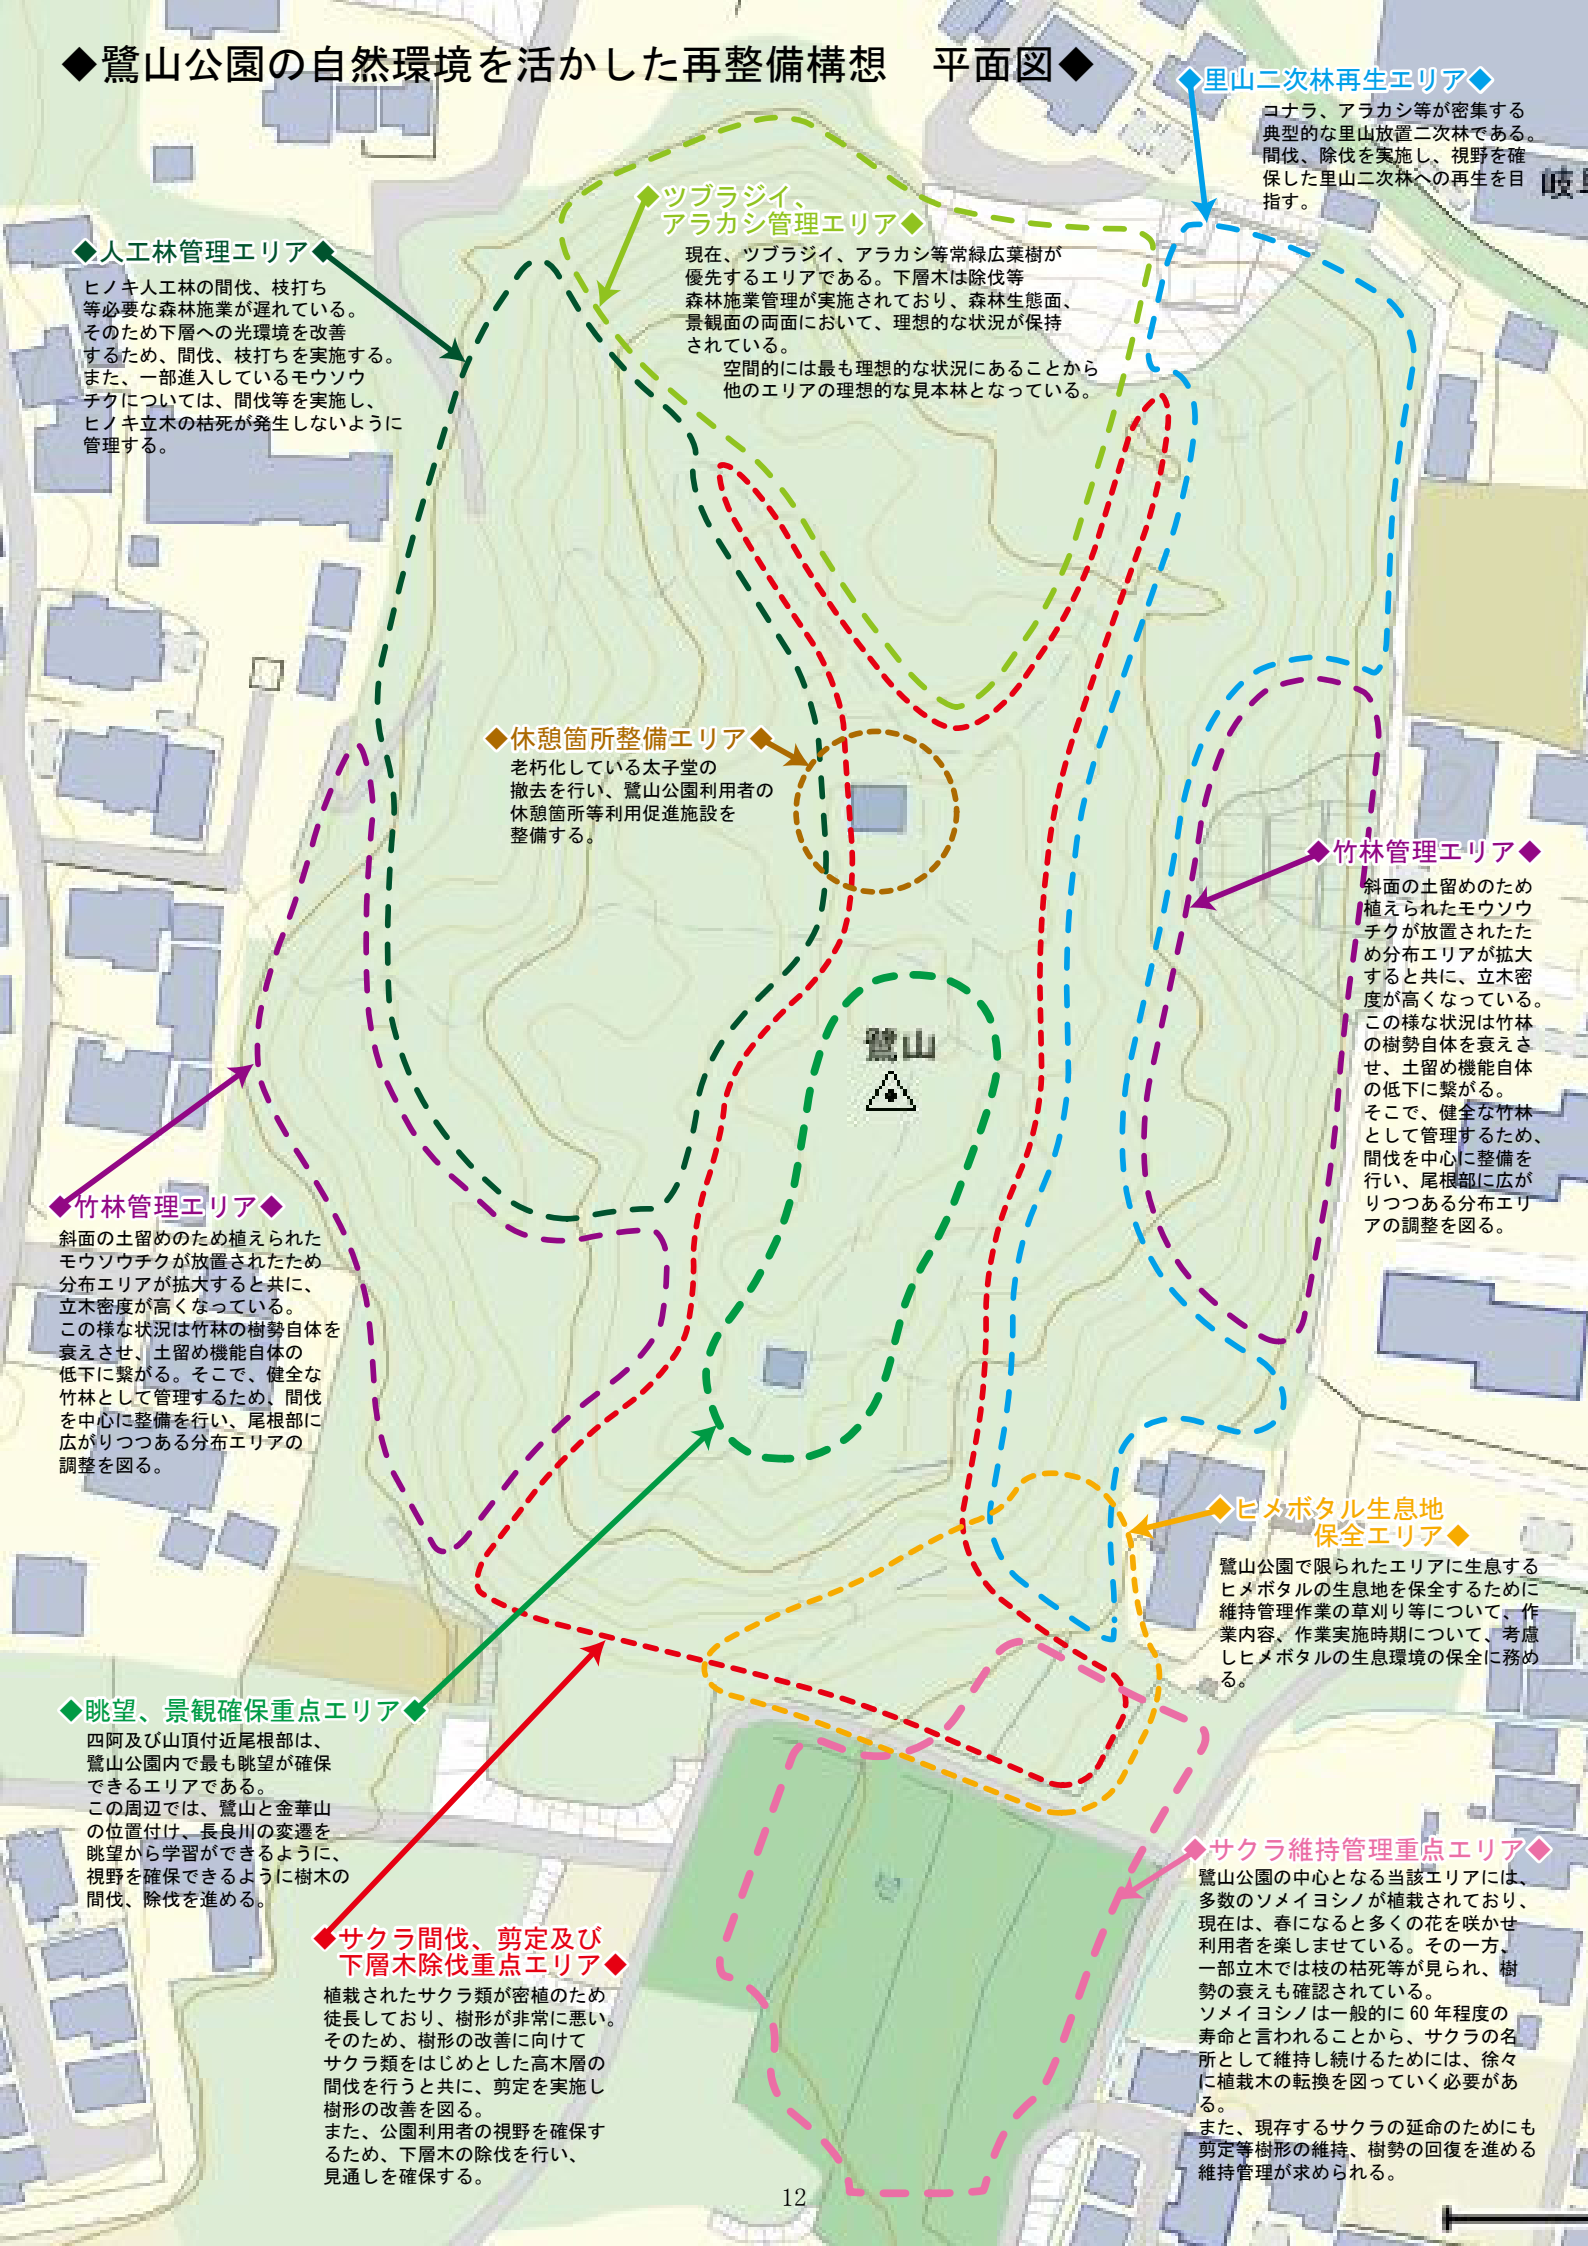 ◆鷺山公園の自然環境を活かした再整備構想　平面図◆
◆里山二次林再生エリア◆
コナラ、アラカシ等が密集する
典型的な里山放置二次林である。
間伐、除伐を実施し、視野を確
保した里山二次林への再生を目
指す。
◆ツブラジイ、
アラカシ管理エリア◆
現在、ツブラジイ、アラカシ等常緑広葉樹が
優先するエリアである。下層木は除伐等
森林施業管理が実施されており、森林生態面、
景観面の両面において、理想的な状況が保持
されている。
空間的には最も理想的な状況にあることから
他のエリアの理想的な見本林となっている。
◆人工林管理エリア◆
ヒノキ人工林の間伐、枝打ち
等必要な森林施業が遅れている。
そのため下層への光環境を改善
するため、間伐、枝打ちを実施する。
また、一部進入しているモウソウ
チクについては、間伐等を実施し、
ヒノキ立木の枯死が発生しないように
管理する。
◆休憩箇所整備エリア◆
老朽化している太子堂の
撤去を行い、鷺山公園利用者の
休憩箇所等利用促進施設を
整備する。
◆竹林管理エリア◆
斜面の土留めのため
植えられたモウソウ
チクが放置されたた
め分布エリアが拡大
すると共に、立木密
度が高くなっている。
この様な状況は竹林
の樹勢自体を衰えさ
せ、土留め機能自体
の低下に繋がる。
そこで、健全な竹林
として管理するため、
間伐を中心に整備を
行い、尾根部に広が
りつつある分布エリ
アの調整を図る。
鷺山
◆竹林管理エリア◆
斜面の土留めのため植えられた
モウソウチクが放置されたため
分布エリアが拡大すると共に、
立木密度が高くなっている。
この様な状況は竹林の樹勢自体を
衰えさせ、土留め機能自体の
低下に繋がる。そこで、健全な
竹林として管理するため、間伐
を中心に整備を行い、尾根部に
広がりつつある分布エリアの
調整を図る。
◆ヒメボタル生息地
保全エリア◆
鷺山公園で限られたエリアに生息する
ヒメボタルの生息地を保全するために
維持管理作業の草刈り等について、作
業内容、作業実施時期について、考慮
しヒメボタルの生息環境の保全に務め
る。
◆眺望、景観確保重点エリア◆
四阿及び山頂付近尾根部は、
鷺山公園内で最も眺望が確保
できるエリアである。
この周辺では、鷺山と金華山
の位置付け、長良川の変遷を
眺望から学習ができるように、
視野を確保できるように樹木の
間伐、除伐を進める。
◆サクラ間伐、剪定及び
下層木除伐重点エリア◆
植栽されたサクラ類が密植のため
徒長しており、樹形が非常に悪い。
そのため、樹形の改善に向けて
サクラ類をはじめとした高木層の
間伐を行うと共に、剪定を実施し
樹形の改善を図る。
また、公園利用者の視野を確保す
るため、下層木の除伐を行い、
見通しを確保する。
◆サクラ維持管理重点エリア◆
鷺山公園の中心となる当該エリアには、
多数のソメイヨシノが植栽されており、
現在は、春になると多くの花を咲かせ
利用者を楽しませている。その一方、
一部立木では枝の枯死等が見られ、樹
勢の衰えも確認されている。
ソメイヨシノは一般的に60年程度の
寿命と言われることから、サクラの名
所として維持し続けるためには、徐々
に植栽木の転換を図っていく必要があ
る。
また、現存するサクラの延命のためにも
剪定等樹形の維持、樹勢の回復を進める
維持管理が求められる。
12